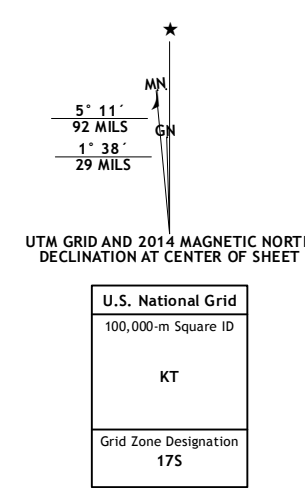 MN
5° 11´
92 MILS
GN
1° 38´
29 MILS
UTM GRID AND 2014 MAGNETIC NORTH
DECLINATION AT CENTER OF SHEET
U.S. National Grid
100,000-m Square ID
KT
Grid Zone Designation
17S